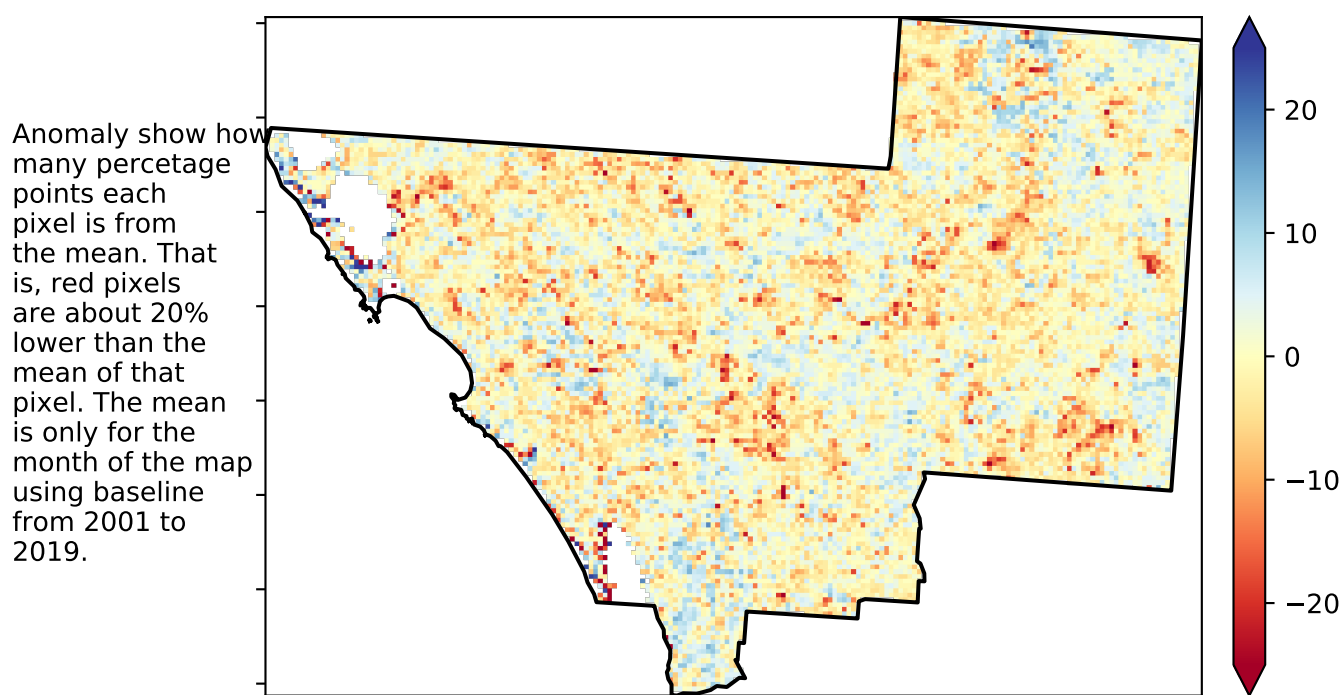 Anomaly show how
many percetage
points each
pixel is from
the mean. That
is, red pixels
are about 20%
lower than the
mean of that
pixel. The mean
is only for the
month of the map
using baseline
from 2001 to
2019.
20
10
0
−10
−20